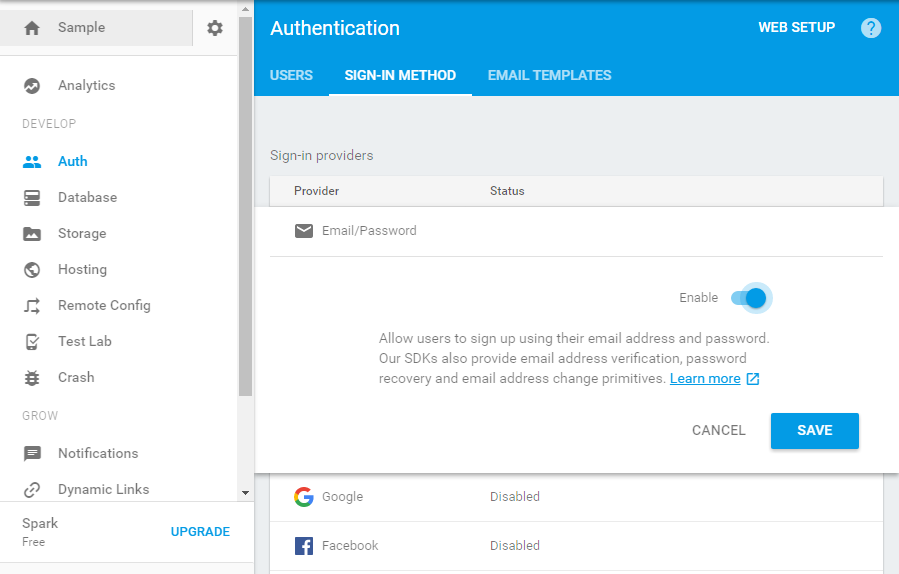 Sample
Analytics
DEVELOP
Auth
Database
Storage
Hosting
Remote Config
Test Lab
Crash
GROW
Notifications
Dynamic Links
Spark
Free
UPGRADE
Authentication
WEB SETUP
?
USERS
SIGN-IN METHOD
EMAIL TEMPLATES
Sign-in providers
Provider Status
Email/Password
Enable
Allow users to sign up using their email address and password.
Our SDKs also provide email address verification, password
recovery and email address change primitives. Learn more
CANCEL SAVE
Google Disabled
Facebook Disabled